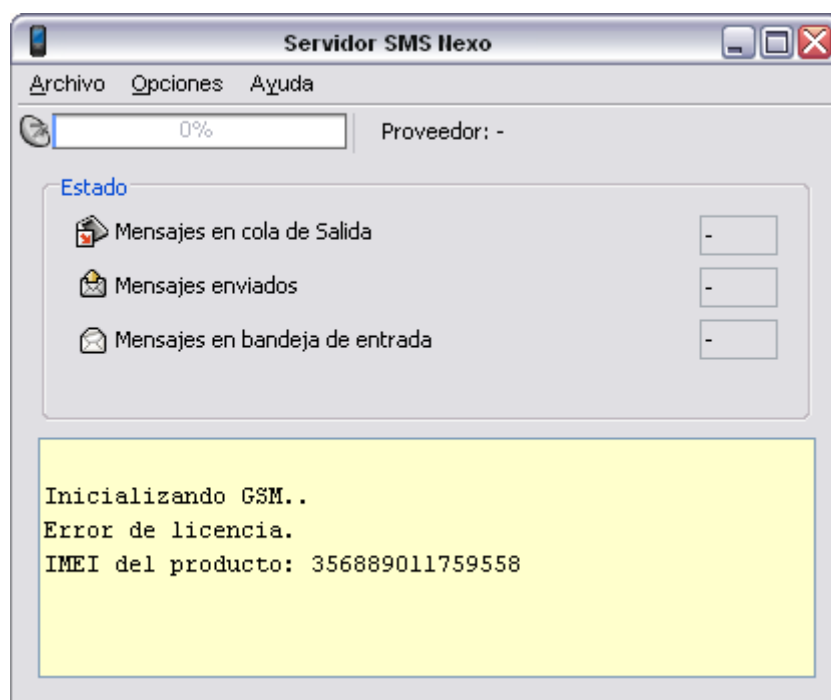 Servidor SMS Nexo
Archivo Opciones Ayuda
0% Proveedor: -
Estado
Mensajes en cola de Salida -
Mensajes enviados -
Mensajes en bandeja de entrada -
Inicializando GSM..
Error de licencia.
IMEI del producto: 356889011759558